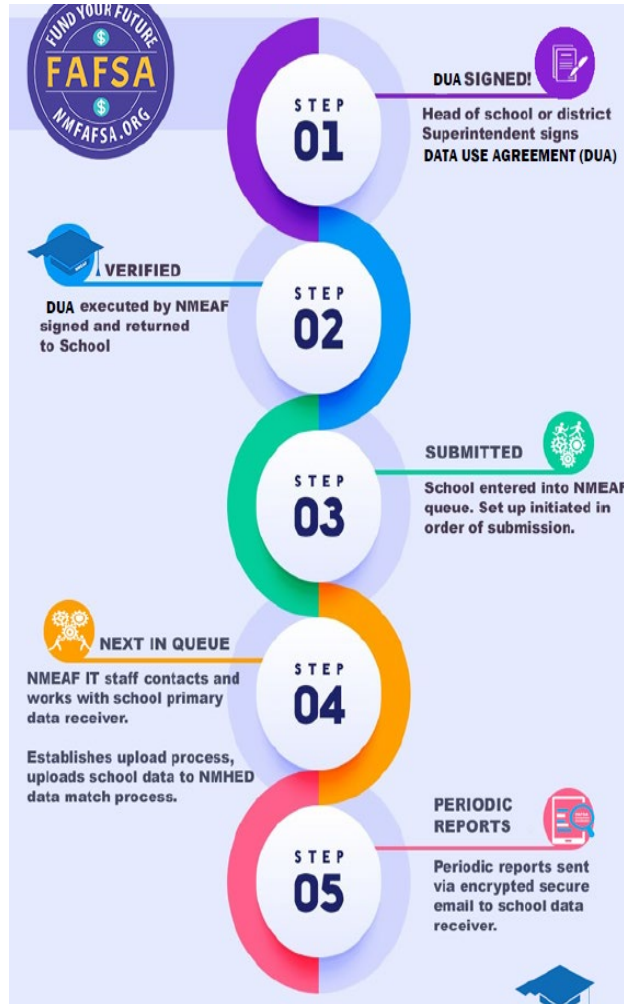 FUND YOUR FUTURE
FAFSA
NMFAFSA.ORG
STEP
01
DUA SIGNED!
Head of school or district
Superintendent signs
DATA USE AGREEMENT (DUA)
VERIFIED
DUA executed by NMEAF
signed and returned
to School
STEP
02
STEP
03
SUBMITTED
School entered into NMEAF
queue. Set up initiated in
order of submission.
NEXT IN QUEUE
NMEAF IT staff contacts and
works with school primary
data receiver.
Establishes upload process,
uploads school data to NMHED
data match process.
STEP
04
STEP
05
PERIODIC
REPORTS
Periodic reports sent
via encrypted secure
email to school data
receiver.